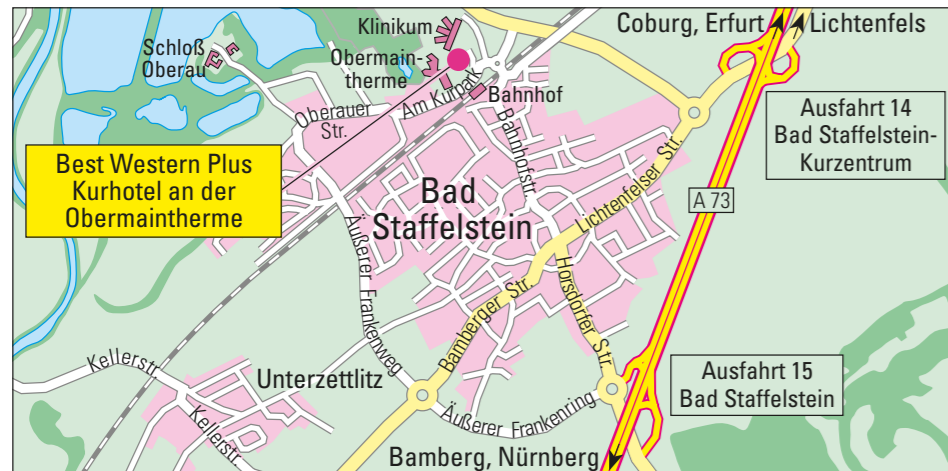 Coburg, Erfurt
Lichtenfels
Klinikum
Schloß
Oberau
Obermain-
therme
Am Kurpark
Bahnhof
Oberauer
Str.
Ausfahrt 14
Bad Staffelstein-
Kurzentrum
Best Western Plus
Kurhotel an der
Obermaintherme
Bahnhofstr.
Bad
Staffelstein
Lichtenfelser Str.
A 73
Äußerer Frankenweg
Bamberger Str.
Horsdorfer Str.
Kellerstr.
Unterzettlitz
Ausfahrt 15
Bad Staffelstein
Kellerstr.
Äußerer Frankenring
Bamberg, Nürnberg